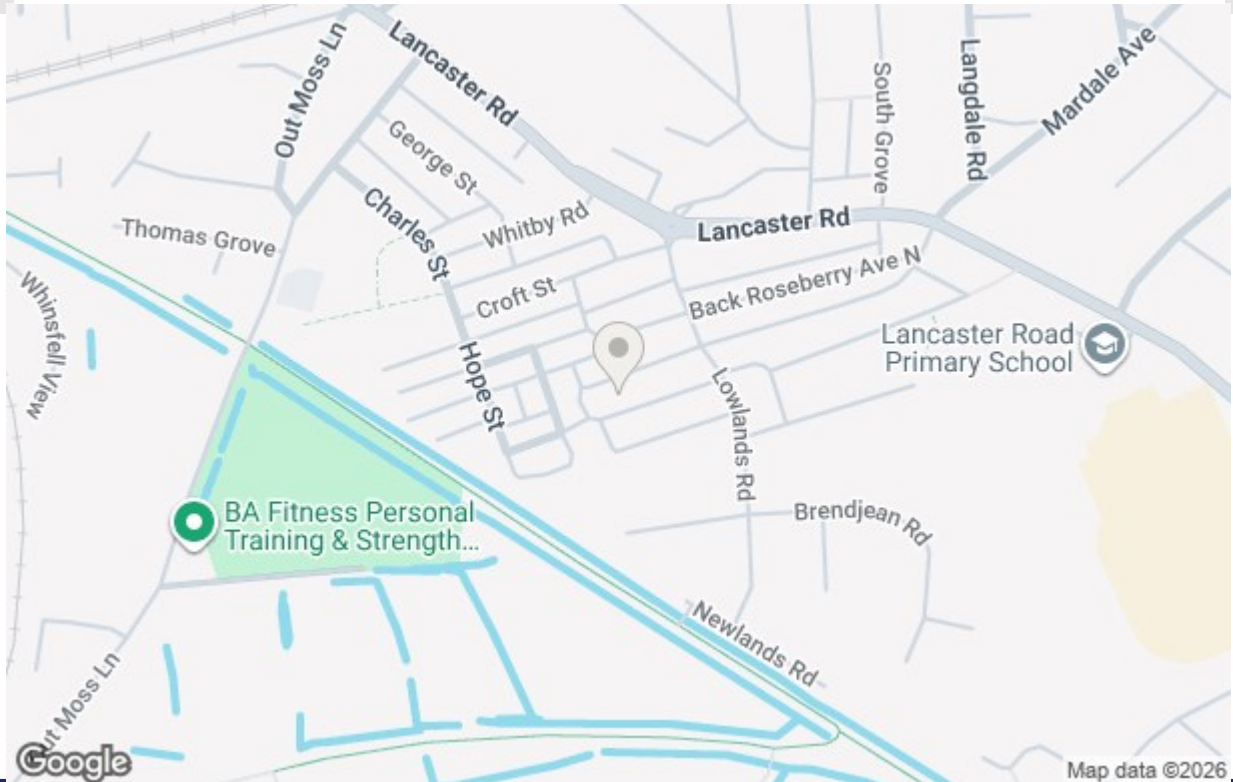 Lancaster Rd
Out Moss Ln
George St
Charles St
Whitby Rd
Thomas Grove
Croft St
Hope St
Whinsfell View
South Grove
Langdale Rd
Mardale Ave
Lancaster Rd
Back Roseberry Ave N
Lancaster Road
Primary School
Lowlands Rd
Brendjean Rd
BA Fitness Personal
Training & Strength...
Newlands Rd
Out Moss Ln
Google
Map data ©2026